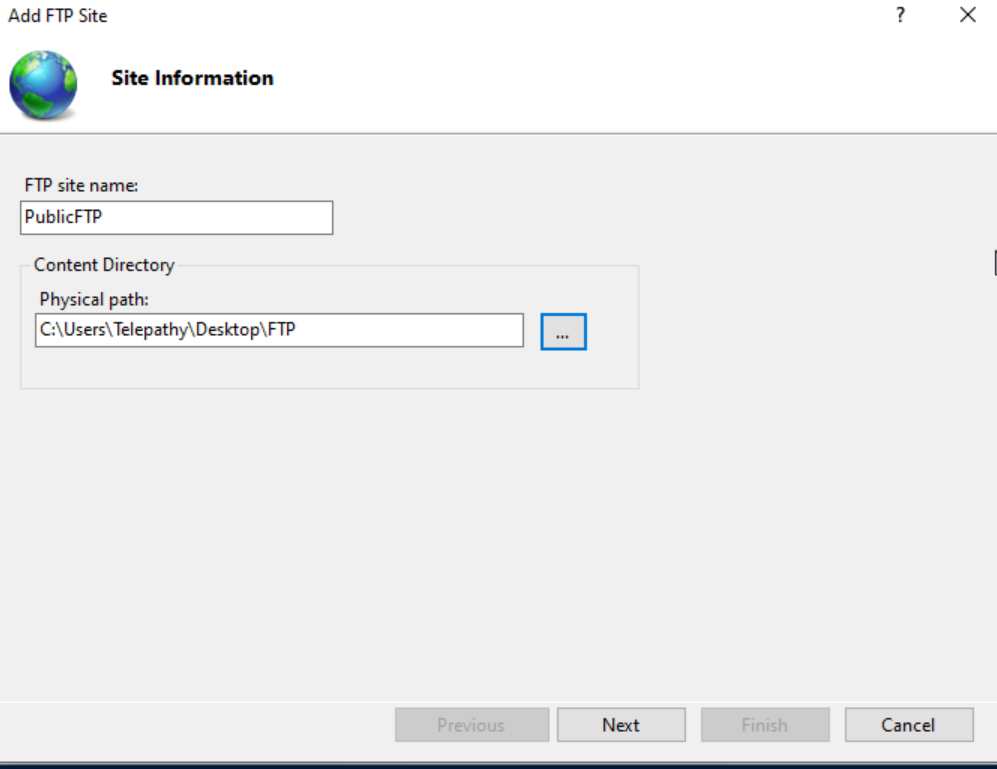 Add FTP Site
?
Site Information
FTP site name:
PublicFTP
Content Directory
Physical path:
C:\Users\Telepathy\Desktop\FTP
...
Previous
Next
Finish
Cancel